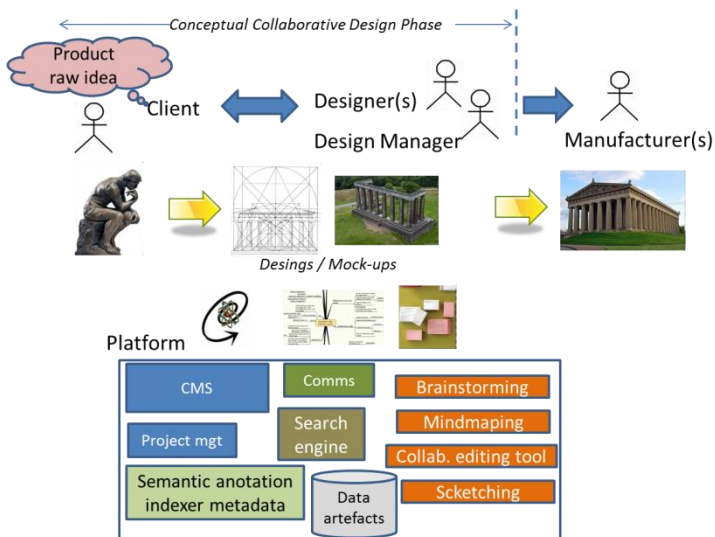 Conceptual Collaborative Design Phase
Product
raw idea
Client
Designer(s)
Design Manager
Manufacturer(s)
Desings / Mock-ups
Platform
CMS
Comms
Brainstorming
Project mgt
Search
engine
Mindmaping
Collab. editing tool
Semantic anotation
indexer metadata
Data
artefacts
Scketching